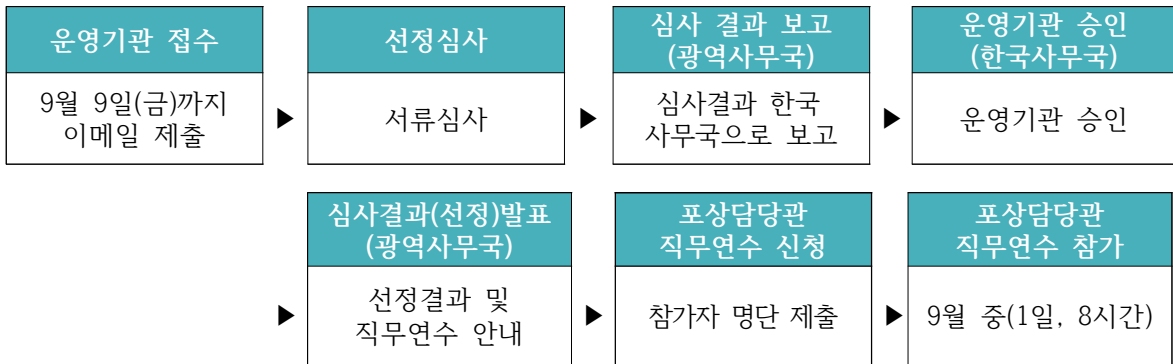 운영기관 접수
9월 9일(금)까지
이메일 제출
▶
선정심사
서류심사
▶
심사 결과 보고
(광역사무국)
심사결과 한국
사무국으로 보고
▶
운영기관 승인
(한국사무국)
운영기관 승인
▶
심사결과(선정)발표
(광역사무국)
선정결과 및
직무연수 안내
▶
포상담당관
직무연수 신청
참가자 명단 제출
▶
포상담당관
직무연수 참가
9월 중(1일, 8시간)